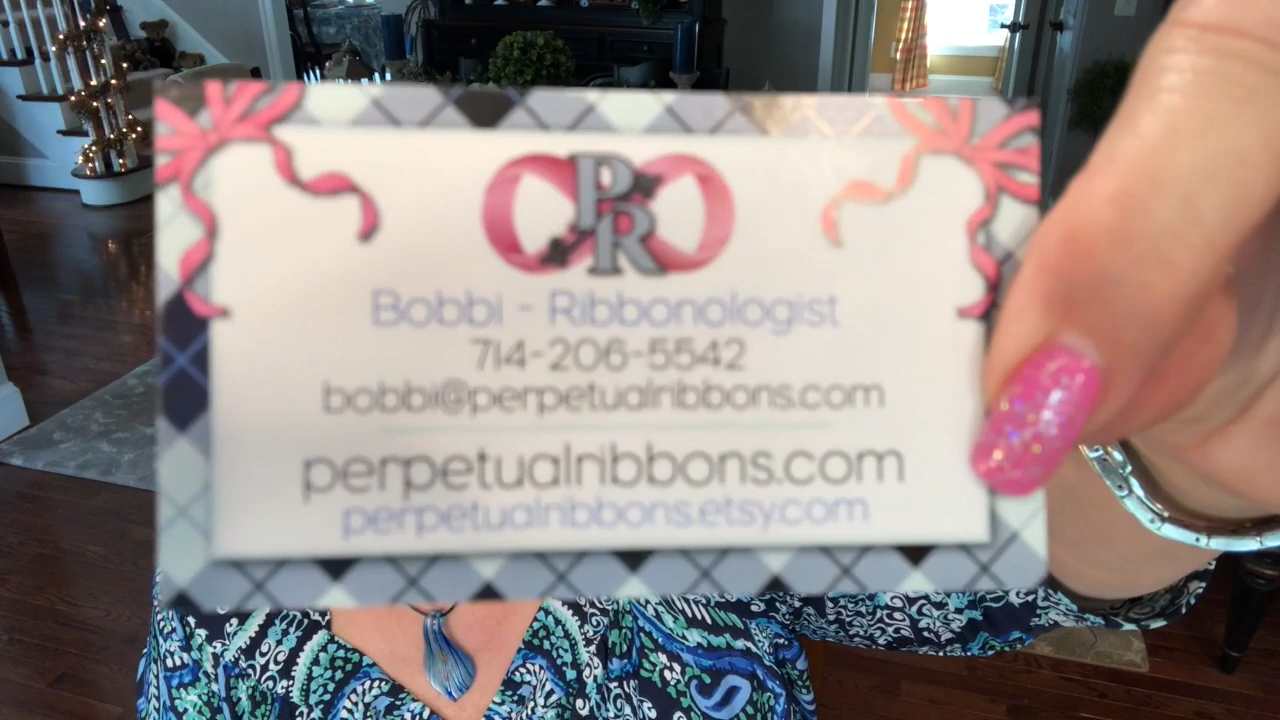 PR
Bobbi - Ribbonologist
714-206-5542
bobbi@perpetualribbons.com
perpetualribbons.com
perpetualribbons.etsy.com